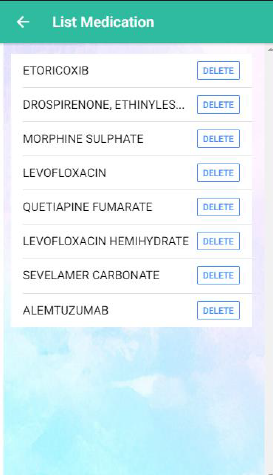 List Medication
ETORICOXIB DELETE
DROSPIRENONE, ETHINYLES... DELETE
MORPHINE SULPHATE DELETE
LEVOFLOXACIN DELETE
QUETIAPINE FUMARATE DELETE
LEVOFLOXACIN HEMIHYDRATE DELETE
SEVELAMER CARBONATE DELETE
ALEMTUZUMAB DELETE